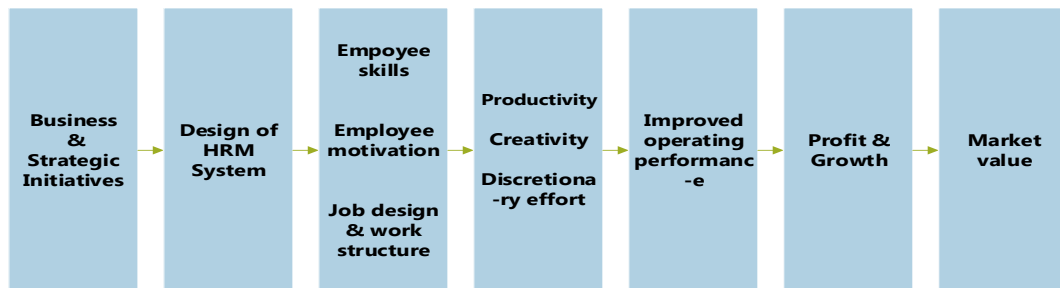 Business
&
Strategic
Initiatives
Design of
HRM
System
Empoyee
skills
Employee
motivation
Job design
& work
structure
Productivity
Creativity
Discretiona
-ry effort
Improved
operating
performanc
-e
Profit &
Growth
Market
value